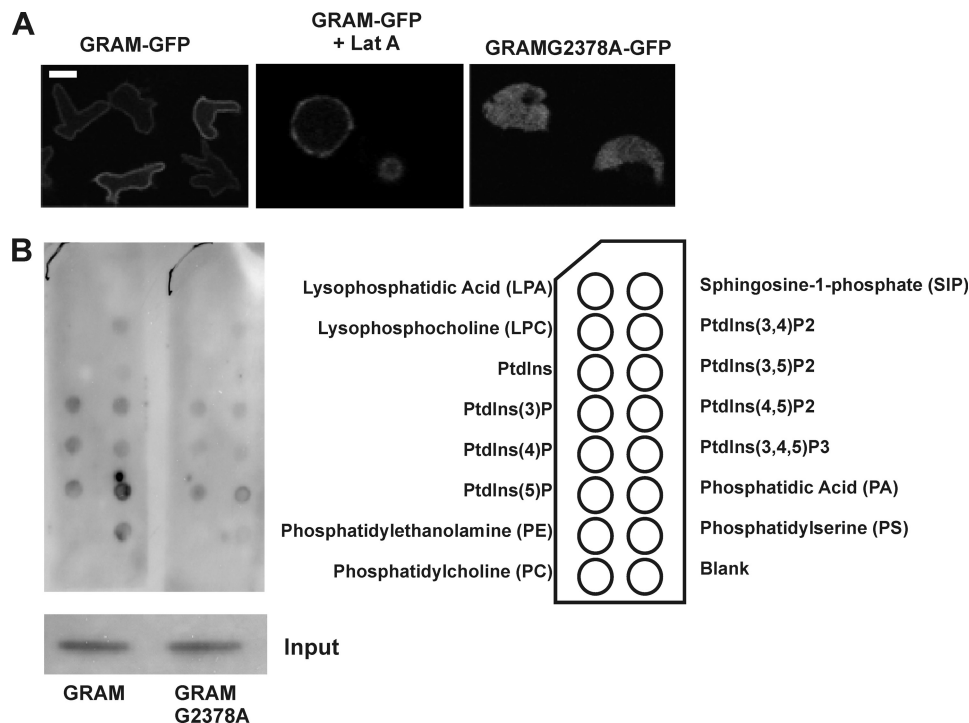 A
GRAM-GFP
GRAM-GFP
+ Lat A
GRAMG2378A-GFP
B
Lysophosphatidic Acid (LPA)
Lysophosphocholine (LPC)
PtdIns
PtdIns(3)P
PtdIns(4)P
PtdIns(5)P
Phosphatidylethanolamine (PE)
Phosphatidylcholine (PC)
Sphingosine-1-phosphate (SIP)
PtdIns(3,4)P2
PtdIns(3,5)P2
PtdIns(4,5)P2
PtdIns(3,4,5)P3
Phosphatidic Acid (PA)
Phosphatidylserine (PS)
Blank
Input
GRAM
GRAM
G2378A